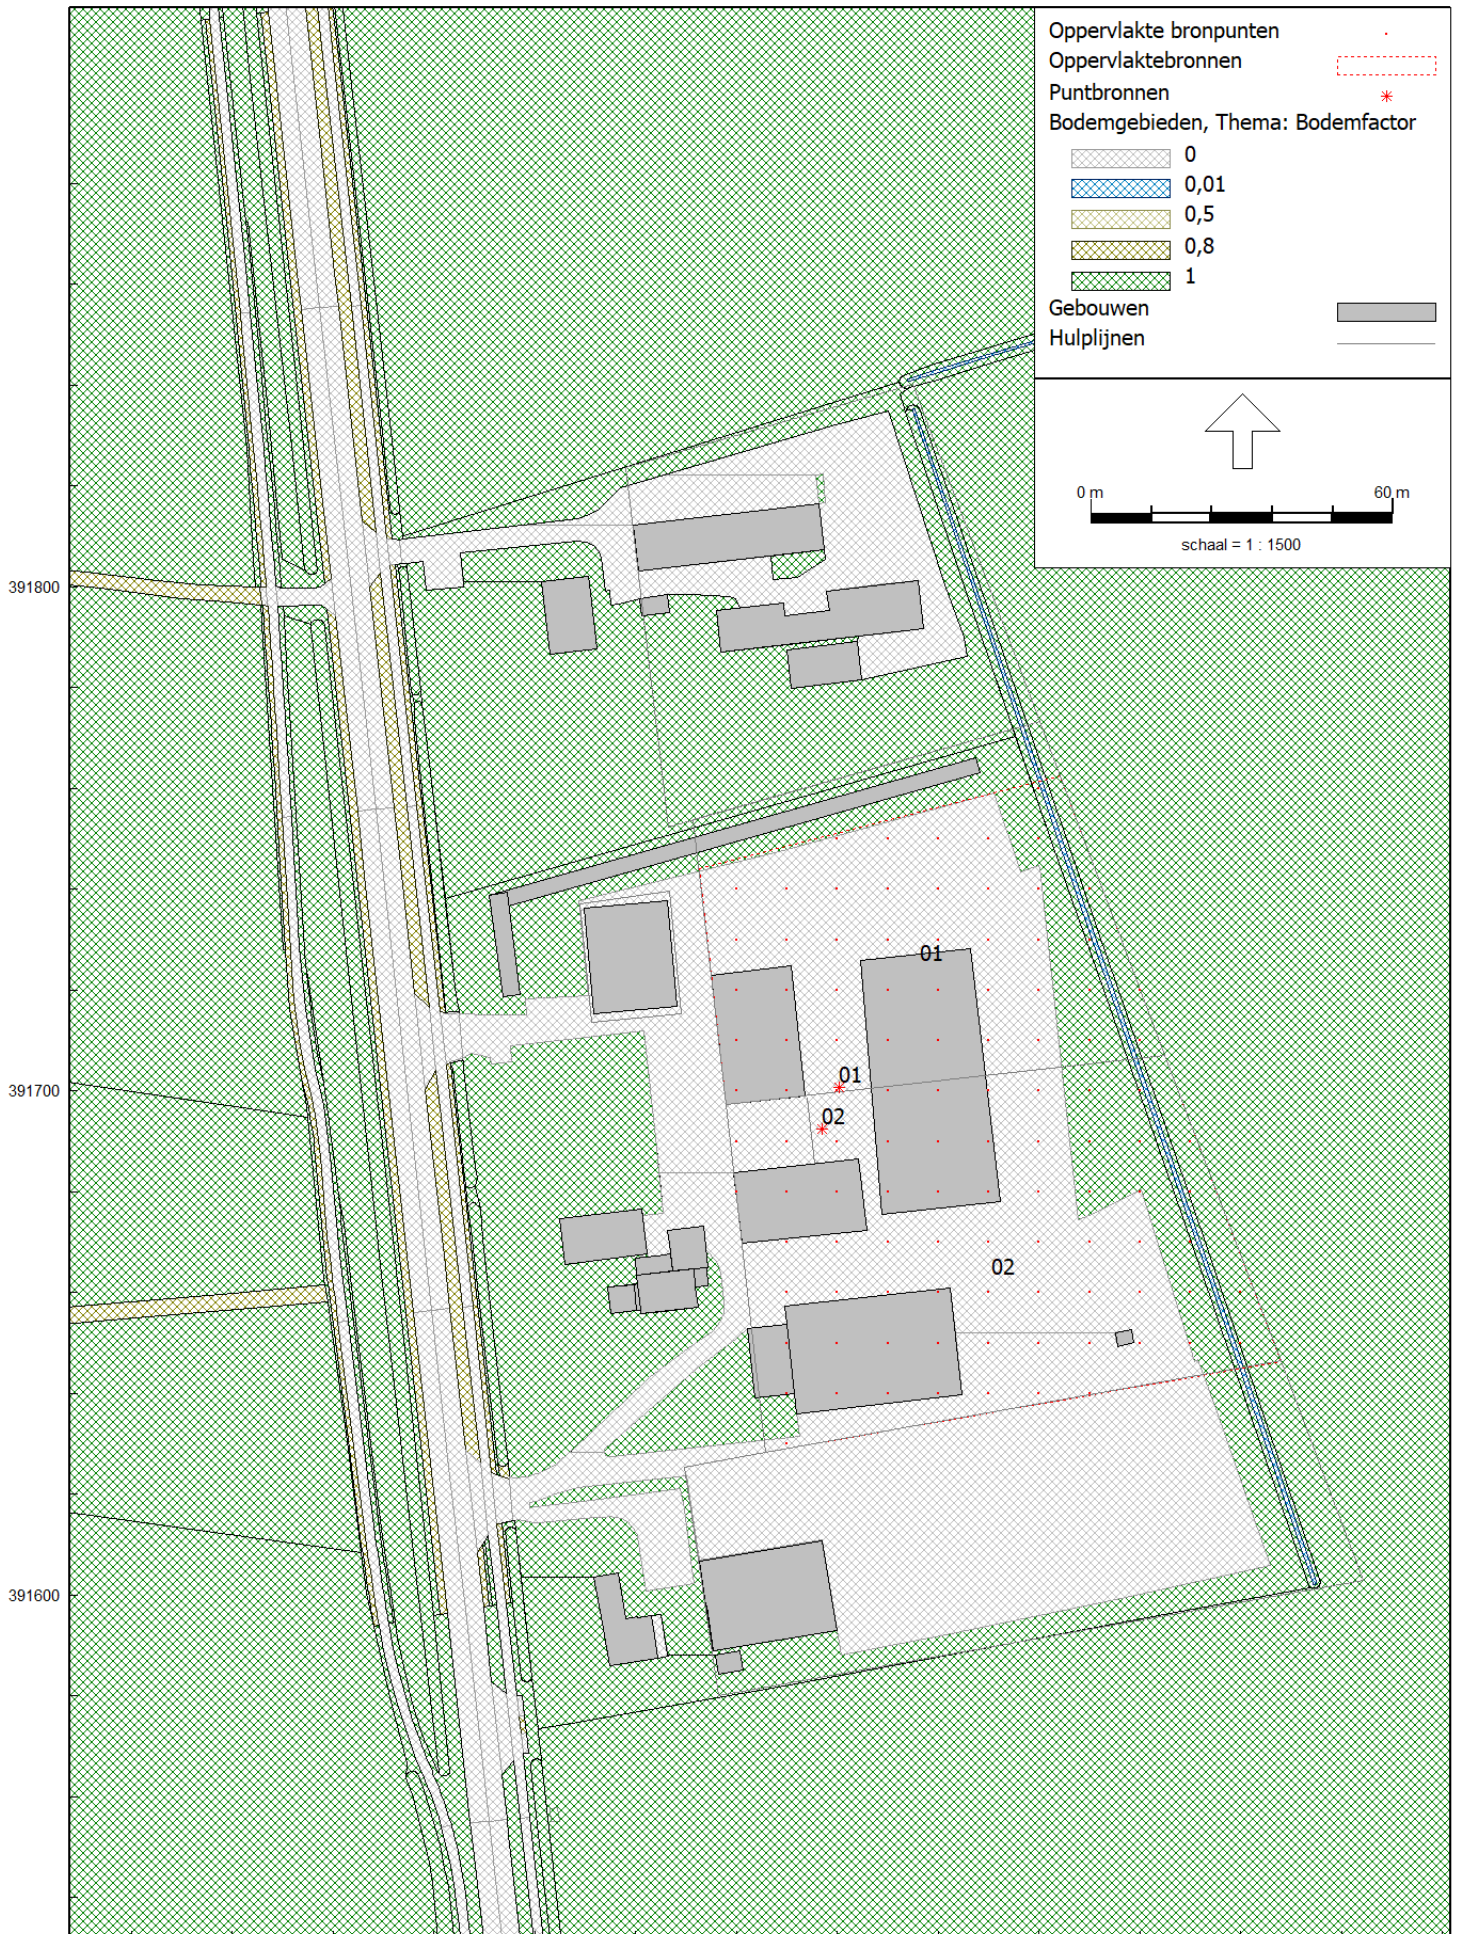 Oppervlakte bronpunten
Oppervlaktebronnen
Puntbronnen
Bodemgebieden, Thema: Bodemfactor
0
0,01
0,5
0,8
1
Gebouwen
Hulplijnen
0 m 60 m
schaal = 1 : 1500
391800
01
391700
01
02
02
391600